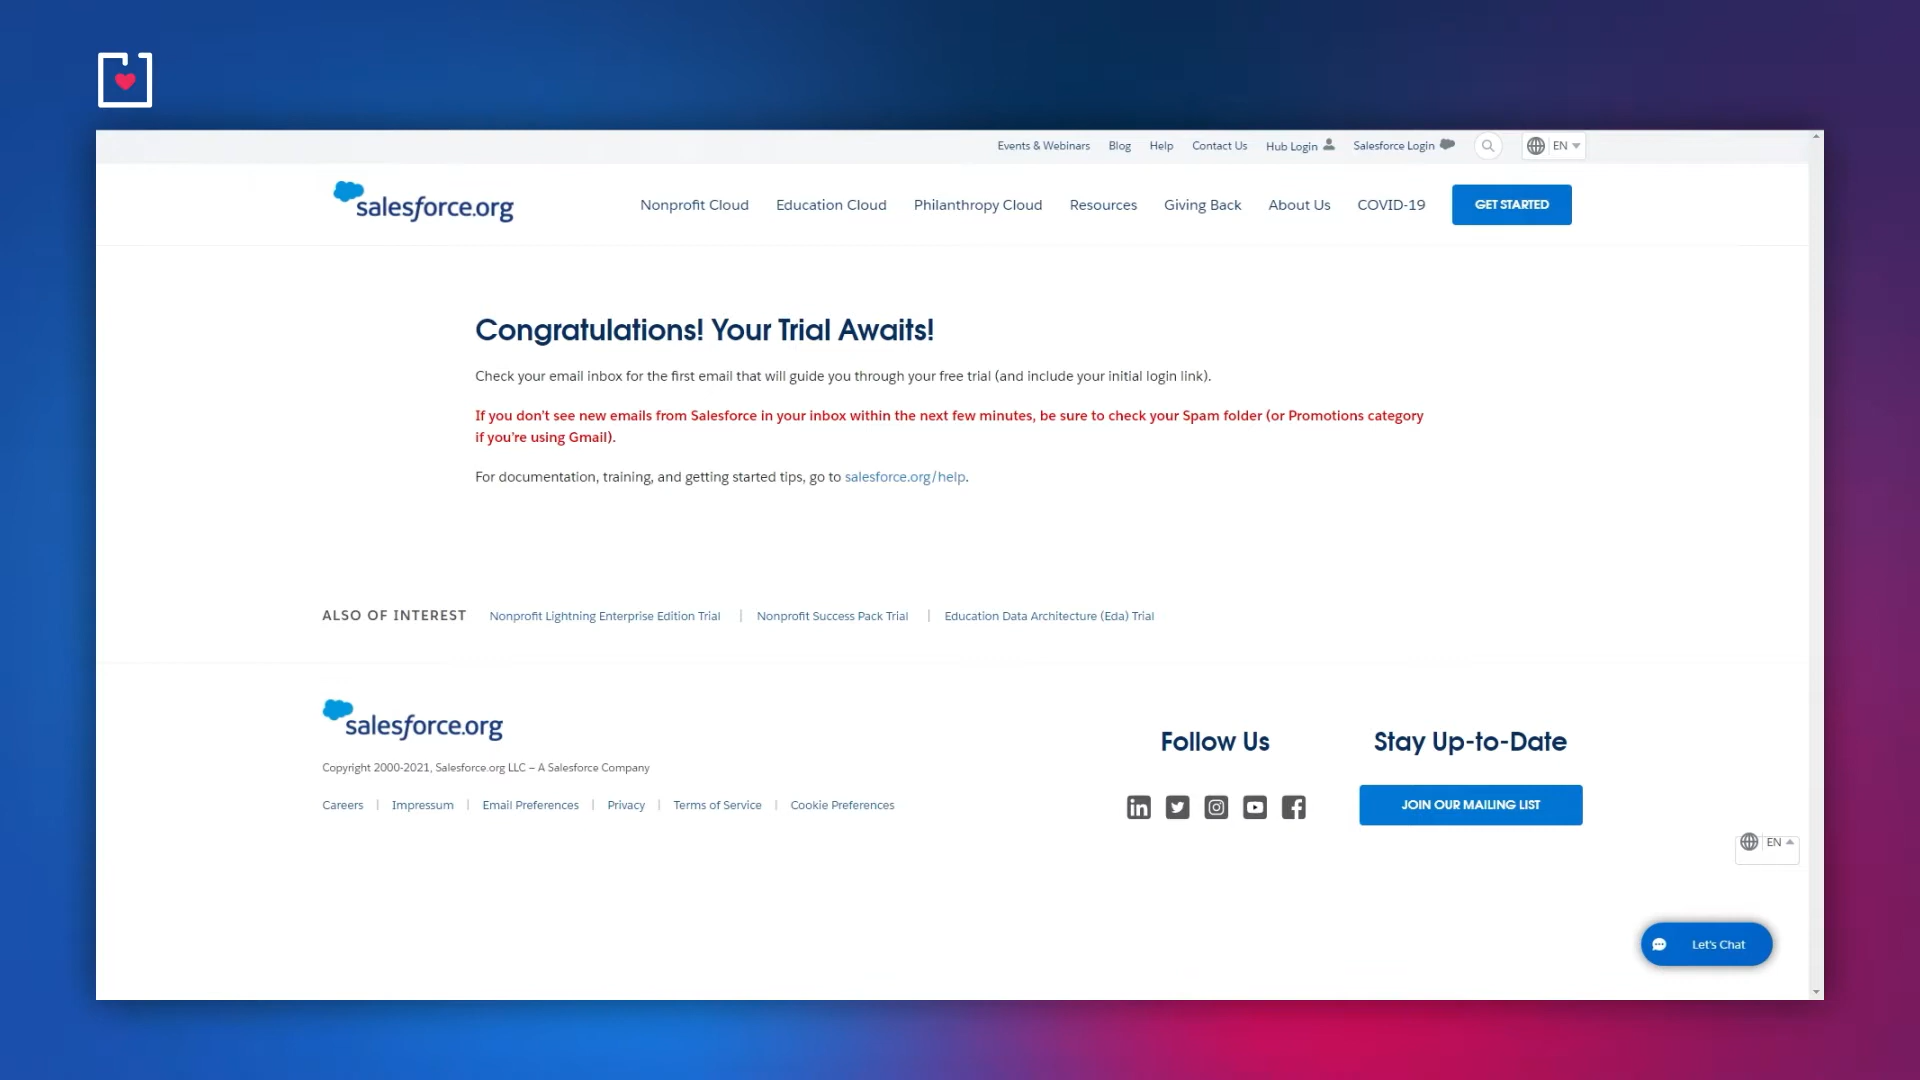 Events & Webinars Blog Help Contact Us Hub Login Salesforce Login EN
salesforce.org
Nonprofit Cloud Education Cloud Philanthropy Cloud Resources Giving Back About Us COVID-19 GET STARTED
Congratulations! Your Trial Awaits!
Check your email inbox for the first email that will guide you through your free trial (and include your initial login link).
If you don't see new emails from Salesforce in your inbox within the next few minutes, be sure to check your Spam folder (or Promotions category
if you're using Gmail).
For documentation, training, and getting started tips, go to salesforce.org/help.
ALSO OF INTEREST Nonprofit Lightning Enterprise Edition Trial | Nonprofit Success Pack Trial | Education Data Architecture (Eda) Trial
salesforce.org
Copyright 2000-2021, Salesforce.org LLC – A Salesforce Company
Careers | Impressum | Email Preferences | Privacy | Terms of Service | Cookie Preferences
Follow Us
Stay Up-to-Date
JOIN OUR MAILING LIST
EN
Let's Chat